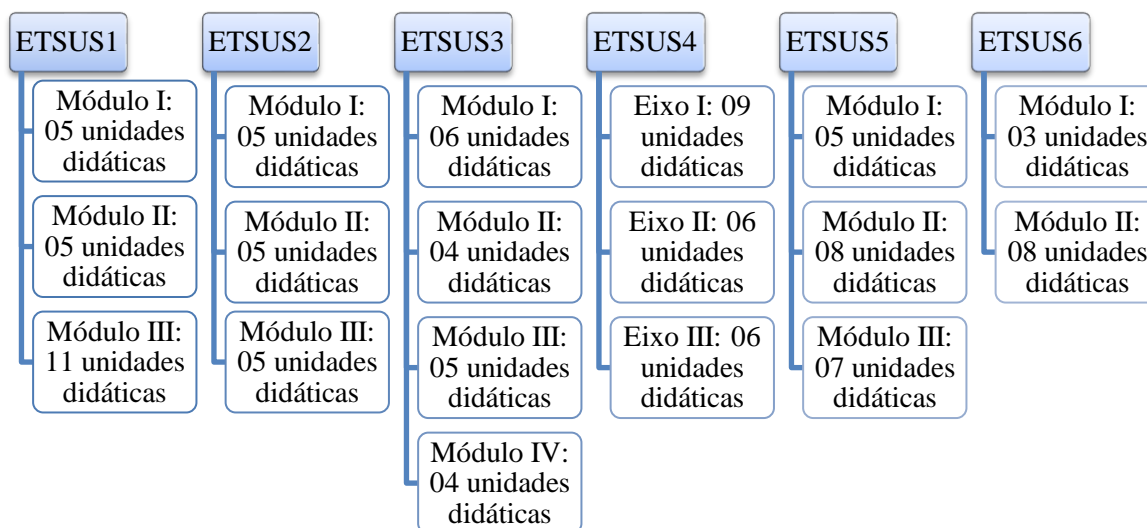 ETSUS1
Módulo I:
05 unidades
didáticas
Módulo II:
05 unidades
didáticas
Módulo III:
11 unidades
didáticas
ETSUS2
Módulo I:
05 unidades
didáticas
Módulo II:
05 unidades
didáticas
Módulo III:
05 unidades
didáticas
ETSUS3
Módulo I:
06 unidades
didáticas
Módulo II:
04 unidades
didáticas
Módulo III:
05 unidades
didáticas
Módulo IV:
04 unidades
didáticas
ETSUS4
Eixo I: 09
unidades
didáticas
Eixo II: 06
unidades
didáticas
Eixo III: 06
unidades
didáticas
ETSUS5
Módulo I:
05 unidades
didáticas
Módulo II:
08 unidades
didáticas
Módulo III:
07 unidades
didáticas
ETSUS6
Módulo I:
03 unidades
didáticas
Módulo II:
08 unidades
didáticas